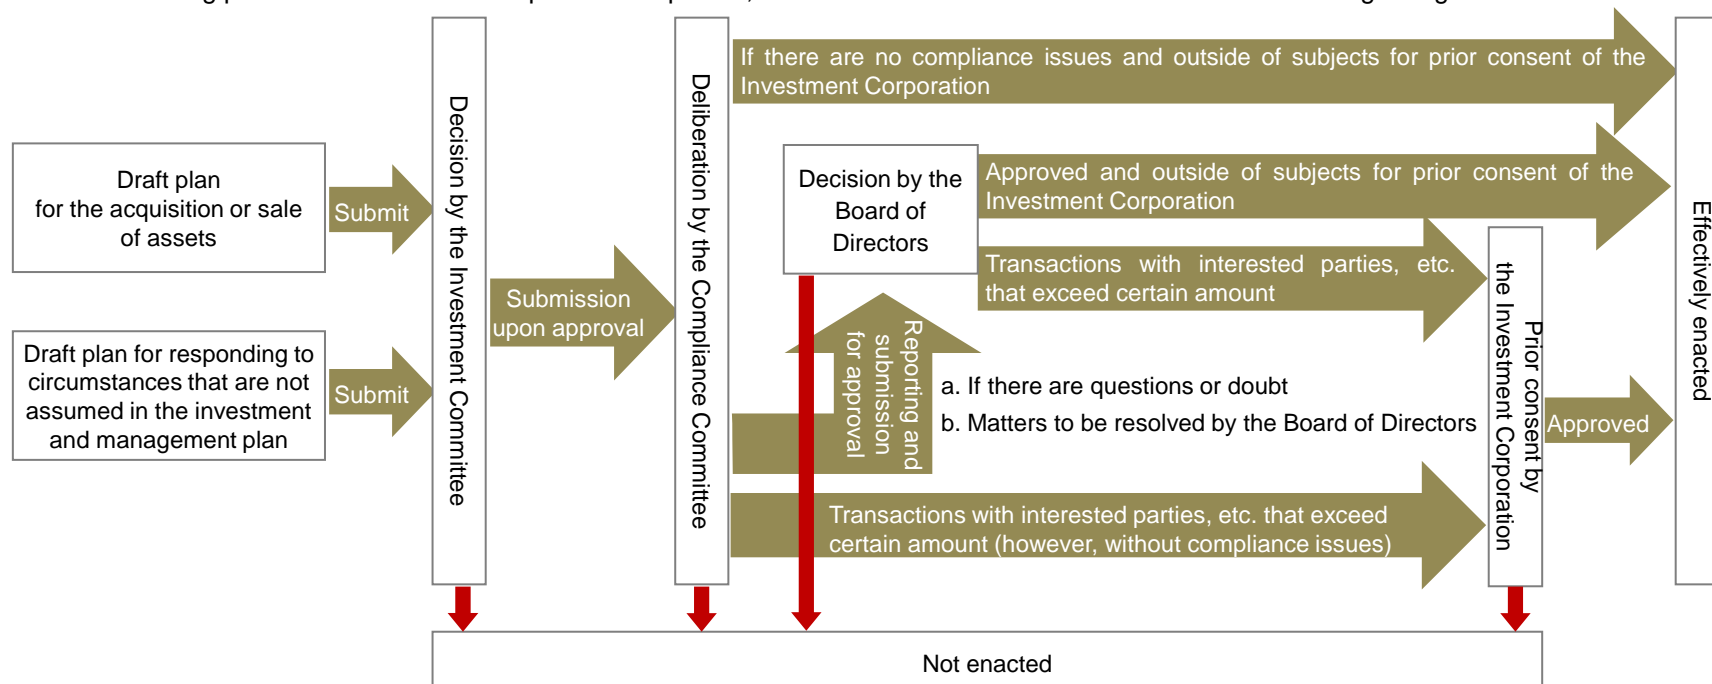 If there are no compliance issues and outside of subjects for prior consent of the
Investment Corporation
Draft plan
for the acquisition or sale
of assets
Submit
Draft plan for responding to
circumstances that are not
assumed in the investment
and management plan
Submit
Decision by the Investment Committee
Submission
upon approval
Deliberation by the Compliance Committee
Decision by the
Board of
Directors
Approved and outside of subjects for prior consent of the
Investment Corporation
Transactions with interested parties, etc.
that exceed certain amount
Reporting and
submission
for approval
a. If there are questions or doubt
b. Matters to be resolved by the Board of Directors
Transactions with interested parties, etc. that exceed
certain amount (however, without compliance issues)
Prior consent by
the Investment Corporation
Approved
Effectively enacted
Not enacted